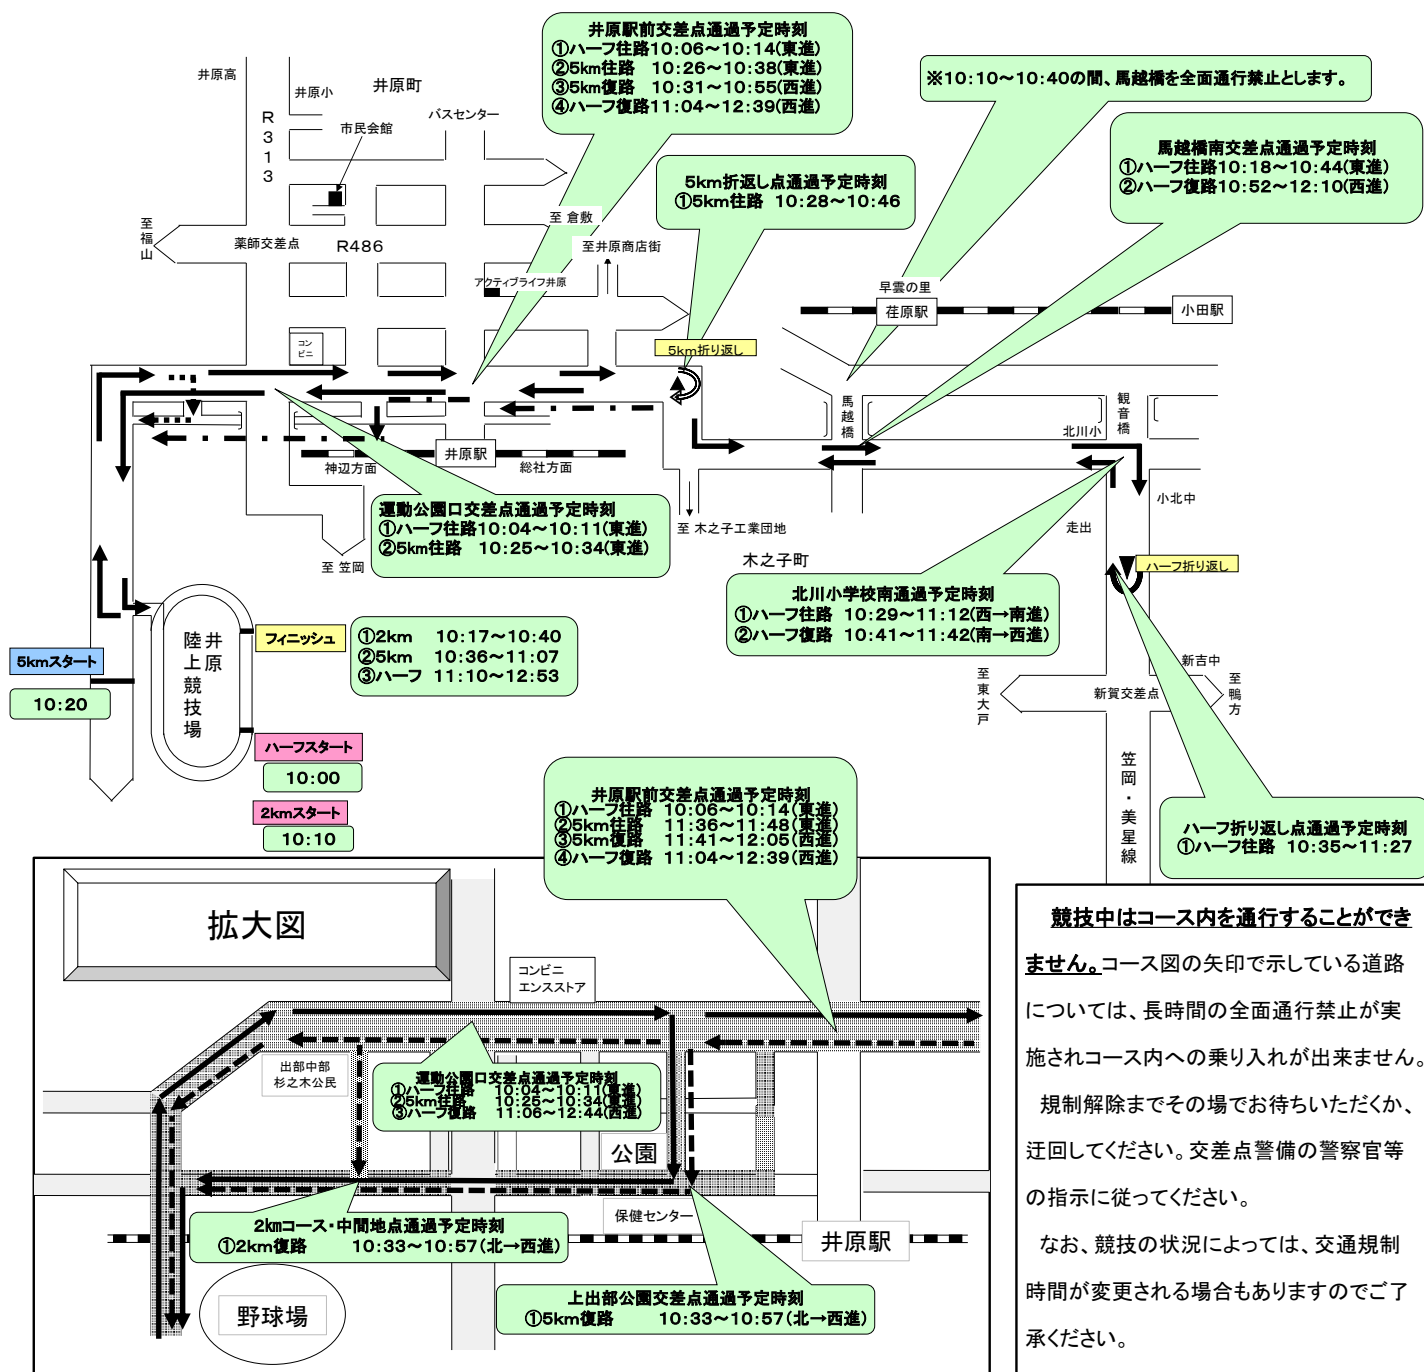 井原駅前交差点通過予定時刻
①ハーフ往路10:06～10:14(東進)
②5km往路 10:26～10:38(東進)
③5km復路 10:31～10:55(西進)
④ハーフ復路11:04～12:39(西進)
※10:10～10:40の間、馬越橋を全面通行禁止とします。
馬越橋南交差点通過予定時刻
①ハーフ往路10:18～10:44(東進)
②ハーフ復路10:52～12:10(西進)
5km折返し点通過予定時刻
①5km往路 10:28～10:46
井原高
井原小
井原町
R313
市民会館
バスセンター
至福山
薬師交差点
R486
至 倉敷
至井原商店街
アクティブライフ井原
コンビニ
5km折り返し
早雲の里
荏原駅
小田駅
馬越橋
観音橋
北川小
井原駅
神辺方面
総社方面
至 笠岡
至 木之子工業団地
木之子町
走出
小北中
ハーフ折り返し
運動公園口交差点通過予定時刻
①ハーフ往路10:04～10:11(東進)
②5km往路 10:25～10:34(東進)
北川小学校南通過予定時刻
①ハーフ往路 10:29～11:12(西→南進)
②ハーフ復路 10:41～11:42(南→西進)
井原陸上競技場
フィニッシュ
①2km 10:17～10:40
②5km 10:36～11:07
③ハーフ 11:10～12:53
5kmスタート
10:20
ハーフスタート
10:00
2kmスタート
10:10
至東大戸
新賀交差点
新吉中
至鴨方
笠岡・美星線
ハーフ折り返し点通過予定時刻
①ハーフ往路 10:35～11:27
井原駅前交差点通過予定時刻
①ハーフ往路 10:06～10:14(東進)
②5km往路 11:36～11:48(東進)
③5km復路 11:41～12:05(西進)
④ハーフ復路 11:04～12:39(西進)
拡大図
コンビニ
エンスストア
出部中部
杉之木公民
運動公園口交差点通過予定時刻
①ハーフ往路 10:04～10:11(東進)
②5km往路 10:25～10:34(東進)
③ハーフ復路 11:06～12:44(西進)
公園
保健センター
井原駅
2kmコース・中間地点通過予定時刻
①2km復路 10:33～10:57(北→西進)
上出部公園交差点通過予定時刻
①5km復路 10:33～10:57(北→西進)
野球場
競技中はコース内を通行することができ
ません。コース図の矢印で示している道路
については、長時間の全面通行禁止が実
施されコース内への乗り入れが出来ません。
規制解除までその場でお待ちいただくか、
迂回してください。交差点警備の警察官等
の指示に従ってください。
なお、競技の状況によっては、交通規制
時間が変更される場合もありますのでご了
承ください。